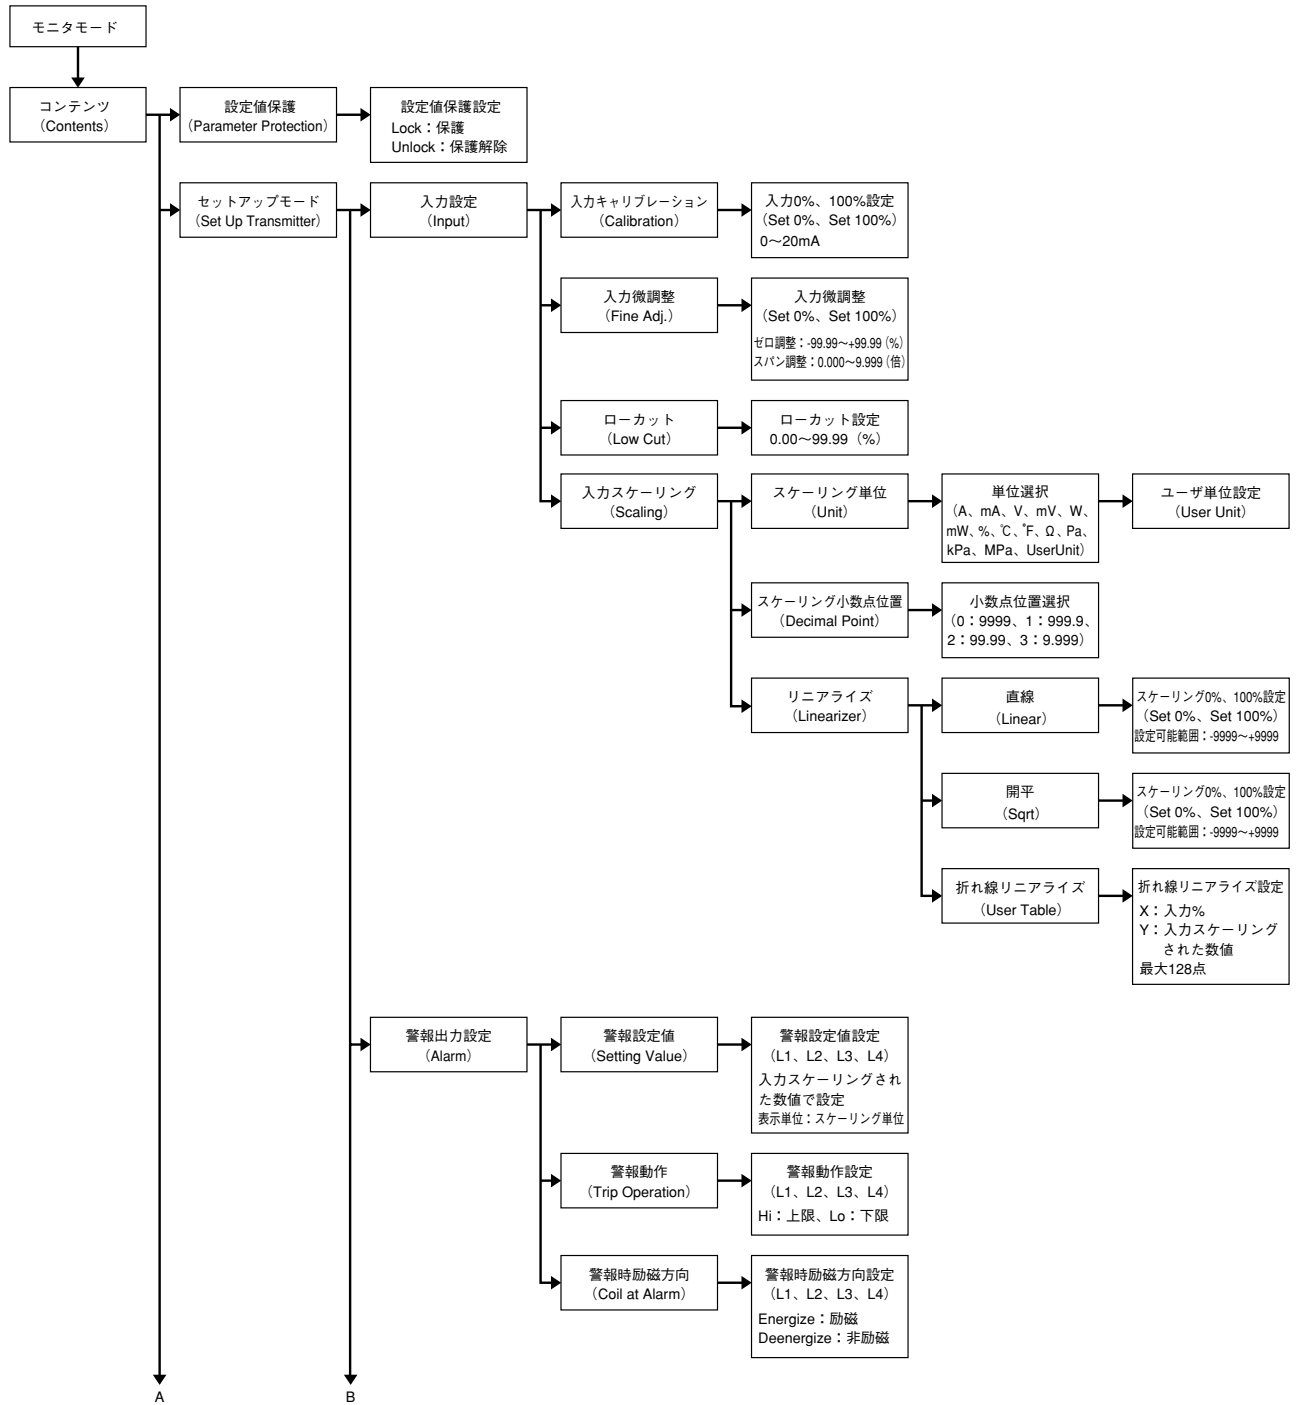 モニタモード
コンテンツ
（Contents）
設定値保護
（Parameter Protection）
設定値保護設定
Lock：保護
Unlock：保護解除
セットアップモード
（Set Up Transmitter）
入力設定
（Input）
入力キャリブレーション
（Calibration）
入力0%、100%設定
（Set 0%、Set 100%）
0〜20mA
入力微調整
（Fine Adj.）
入力微調整
（Set 0%、Set 100%）
ゼロ調整：-99.99〜+99.99（%）
スパン調整：0.000〜9.999（倍）
ローカット
（Low Cut）
ローカット設定
0.00〜99.99（%）
入力スケーリング
（Scaling）
スケーリング単位
（Unit）
単位選択
（A、mA、V、mV、W、
mW、%、℃、°F、Ω、Pa、
kPa、MPa、UserUnit）
ユーザ単位設定
（User Unit）
スケーリング小数点位置
（Decimal Point）
小数点位置選択
（0：9999、1：999.9、
2：99.99、3：9.999）
リニアライズ
（Linearizer）
直線
（Linear）
スケーリング0%、100%設定
（Set 0%、Set 100%）
設定可能範囲：-9999〜+9999
開平
（Sqrt）
スケーリング0%、100%設定
（Set 0%、Set 100%）
設定可能範囲：-9999〜+9999
折れ線リニアライズ
（User Table）
折れ線リニアライズ設定
X：入力%
Y：入力スケーリング
された数値
最大128点
警報出力設定
（Alarm）
警報設定値
（Setting Value）
警報設定値設定
（L1、L2、L3、L4）
入力スケーリングされ
た数値で設定
表示単位：スケーリング単位
警報動作
（Trip Operation）
警報動作設定
（L1、L2、L3、L4）
Hi：上限、Lo：下限
警報時励磁方向
（Coil at Alarm）
警報時励磁方向設定
（L1、L2、L3、L4）
Energize：励磁
Deenergize：非励磁
A
B